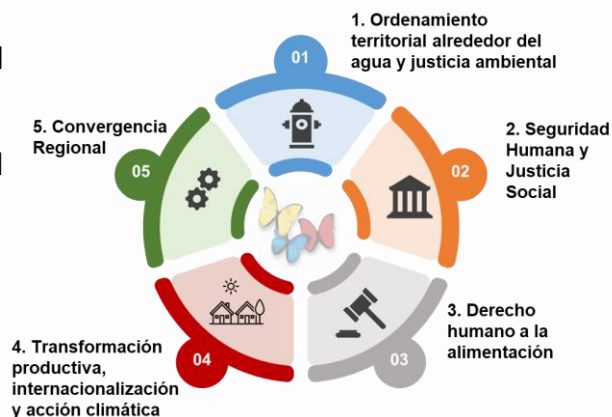 1. Ordenamiento
territorial alrededor del
agua y justicia ambiental
01
2. Seguridad
Humana y
Justicia
Social
02
3. Derecho
humano a la
alimentación
03
4. Transformación
productiva,
internacionalización
y acción climática
04
5. Convergencia
Regional
05